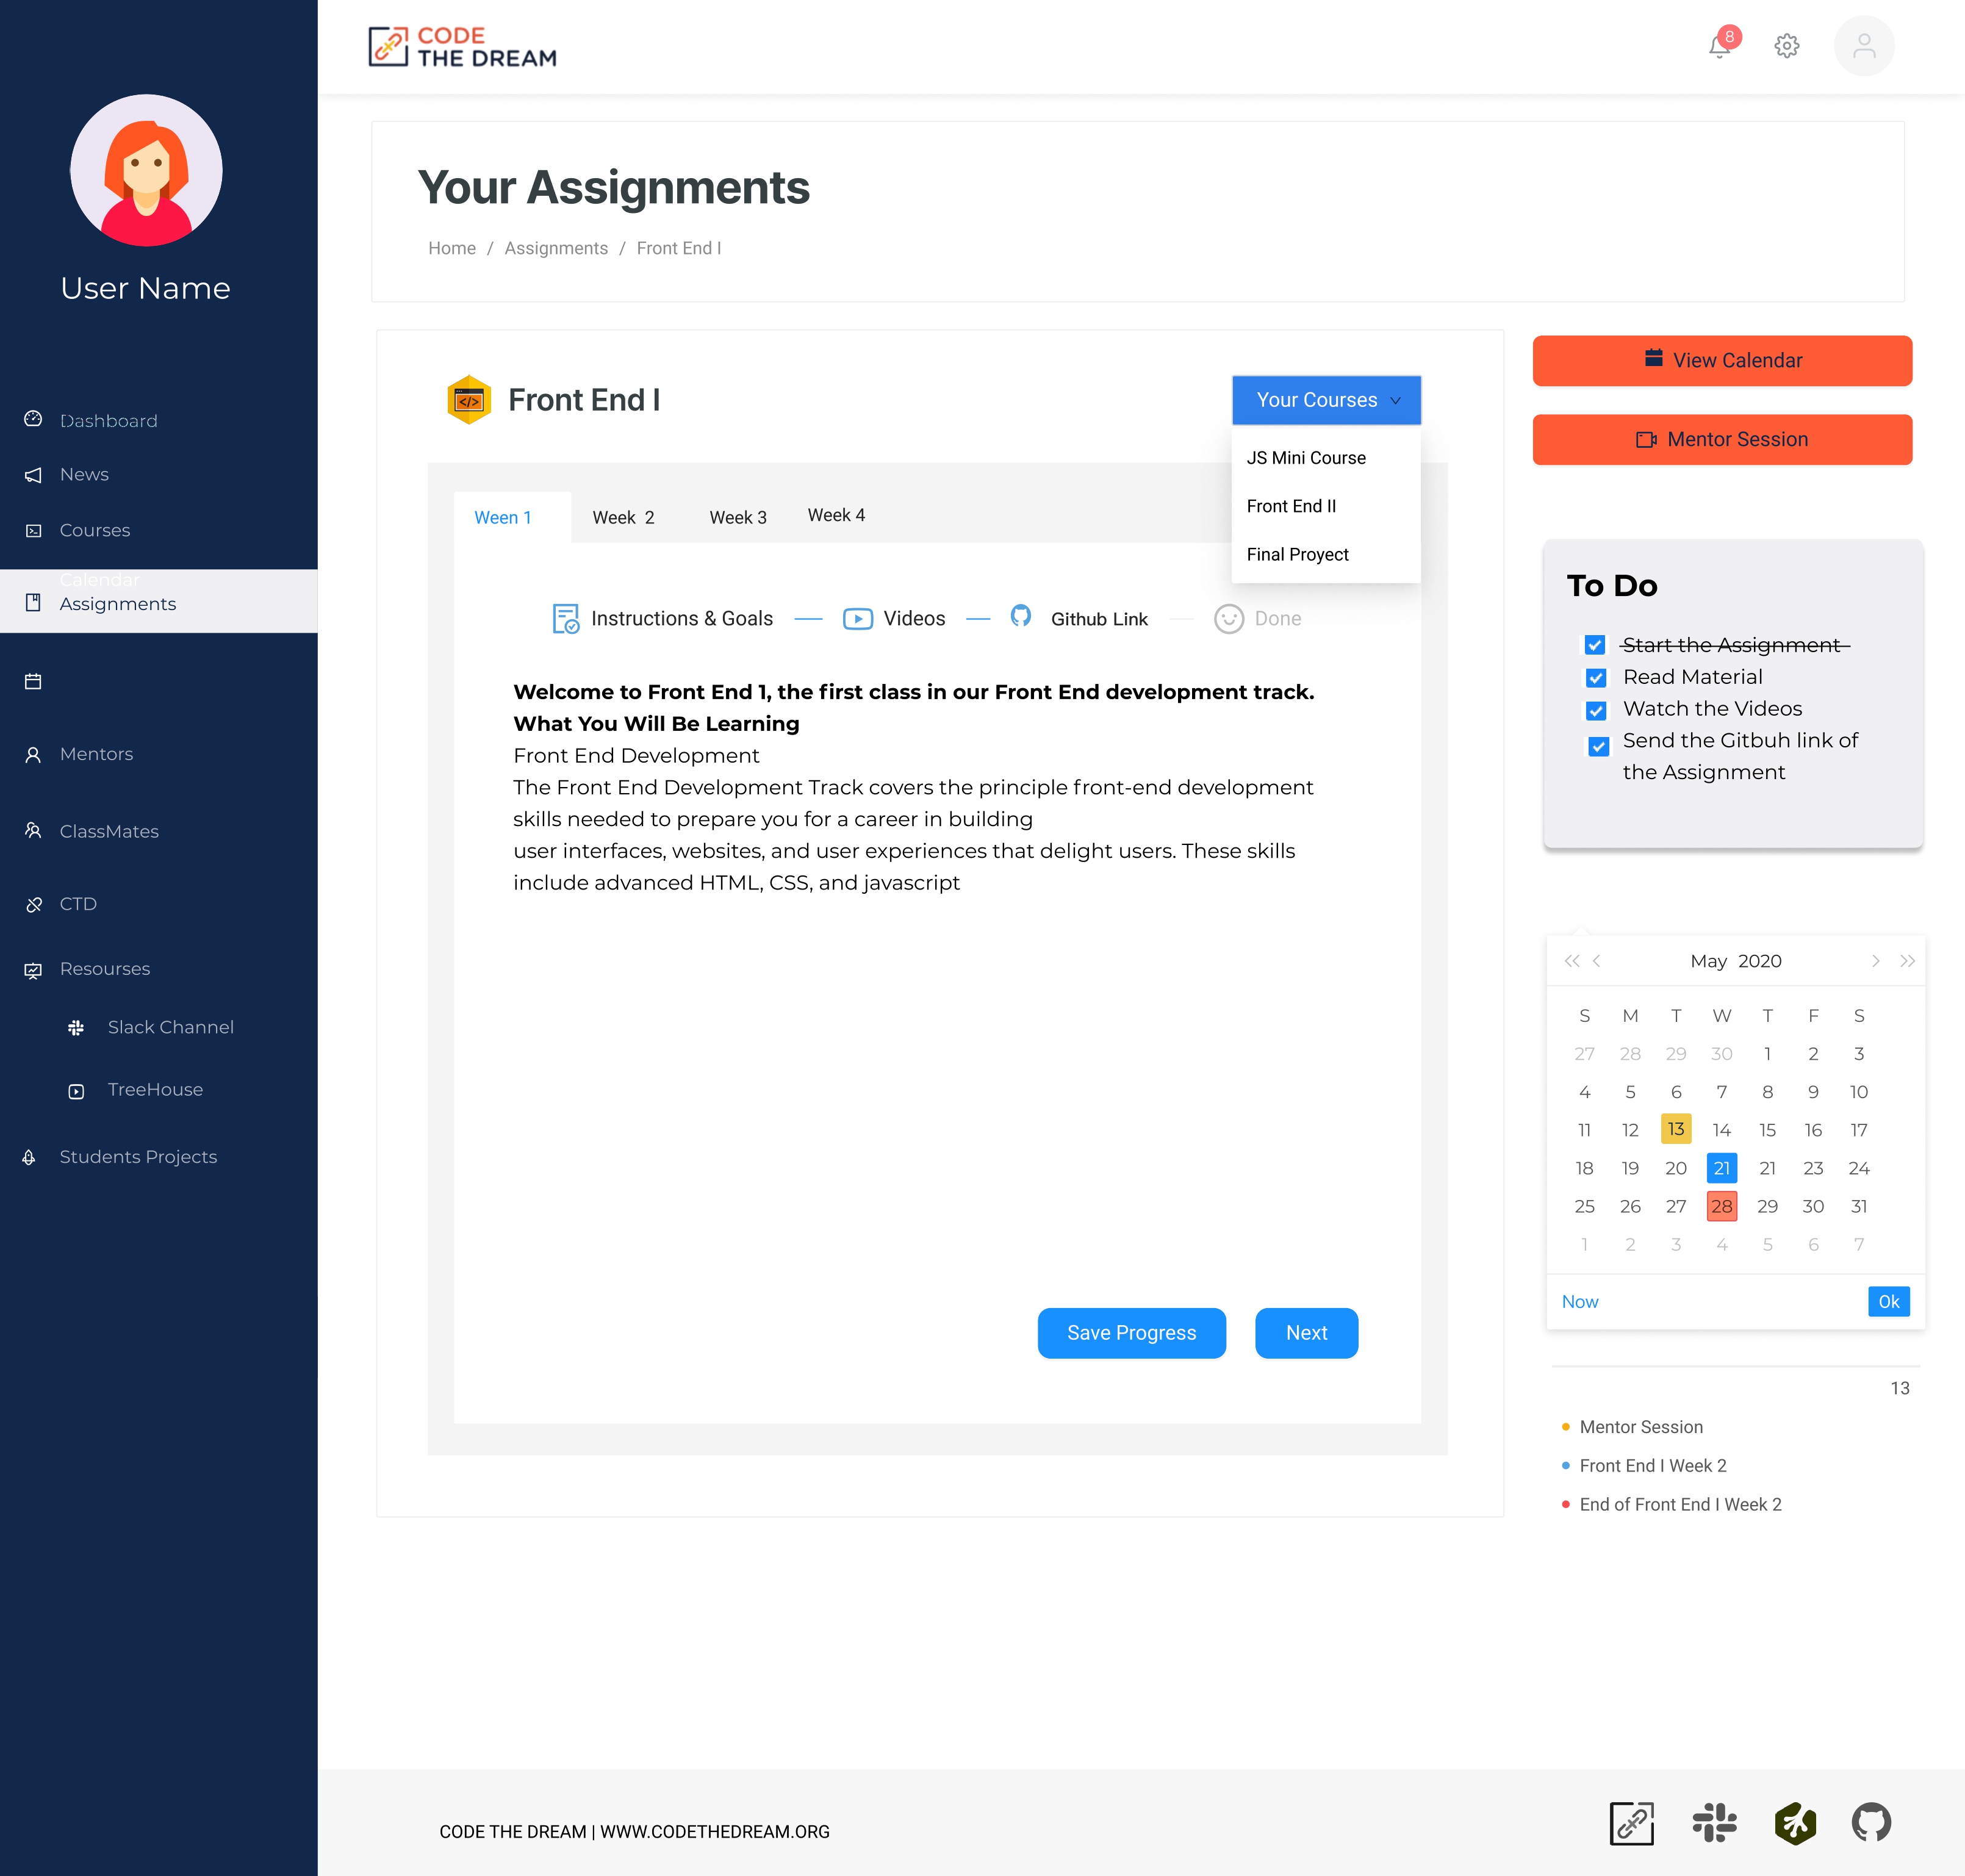 CODE
THE DREAM
8
User Name
Dashboard
News
Courses
Calendar
Assignments
Mentors
ClassMates
CTD
Resourses
Slack Channel
TreeHouse
Students Projects
Your Assignments
Home / Assignments / Front End I
</>
Front End I
Your Courses
JS Mini Course
Front End II
Final Proyect
Ween 1
Week 2
Week 3
Week 4
Instructions & Goals
Videos
Github Link
Done
Welcome to Front End 1, the first class in our Front End development track.
What You Will Be Learning
Front End Development
The Front End Development Track covers the principle front-end development
skills needed to prepare you for a career in building
user interfaces, websites, and user experiences that delight users. These skills
include advanced HTML, CSS, and javascript
Save Progress
Next
View Calendar
Mentor Session
To Do
Start the Assignment
Read Material
Watch the Videos
Send the Gitbuh link of
the Assignment
May 2020
S M T W T F S
27 28 29 30 1 2 3
4 5 6 7 8 9 10
11 12 13 14 15 16 17
18 19 20 21 21 23 24
25 26 27 28 29 30 31
1 2 3 4 5 6 7
Now
Ok
13
Mentor Session
Front End I Week 2
End of Front End I Week 2
CODE THE DREAM | WWW.CODETHEDREAM.ORG